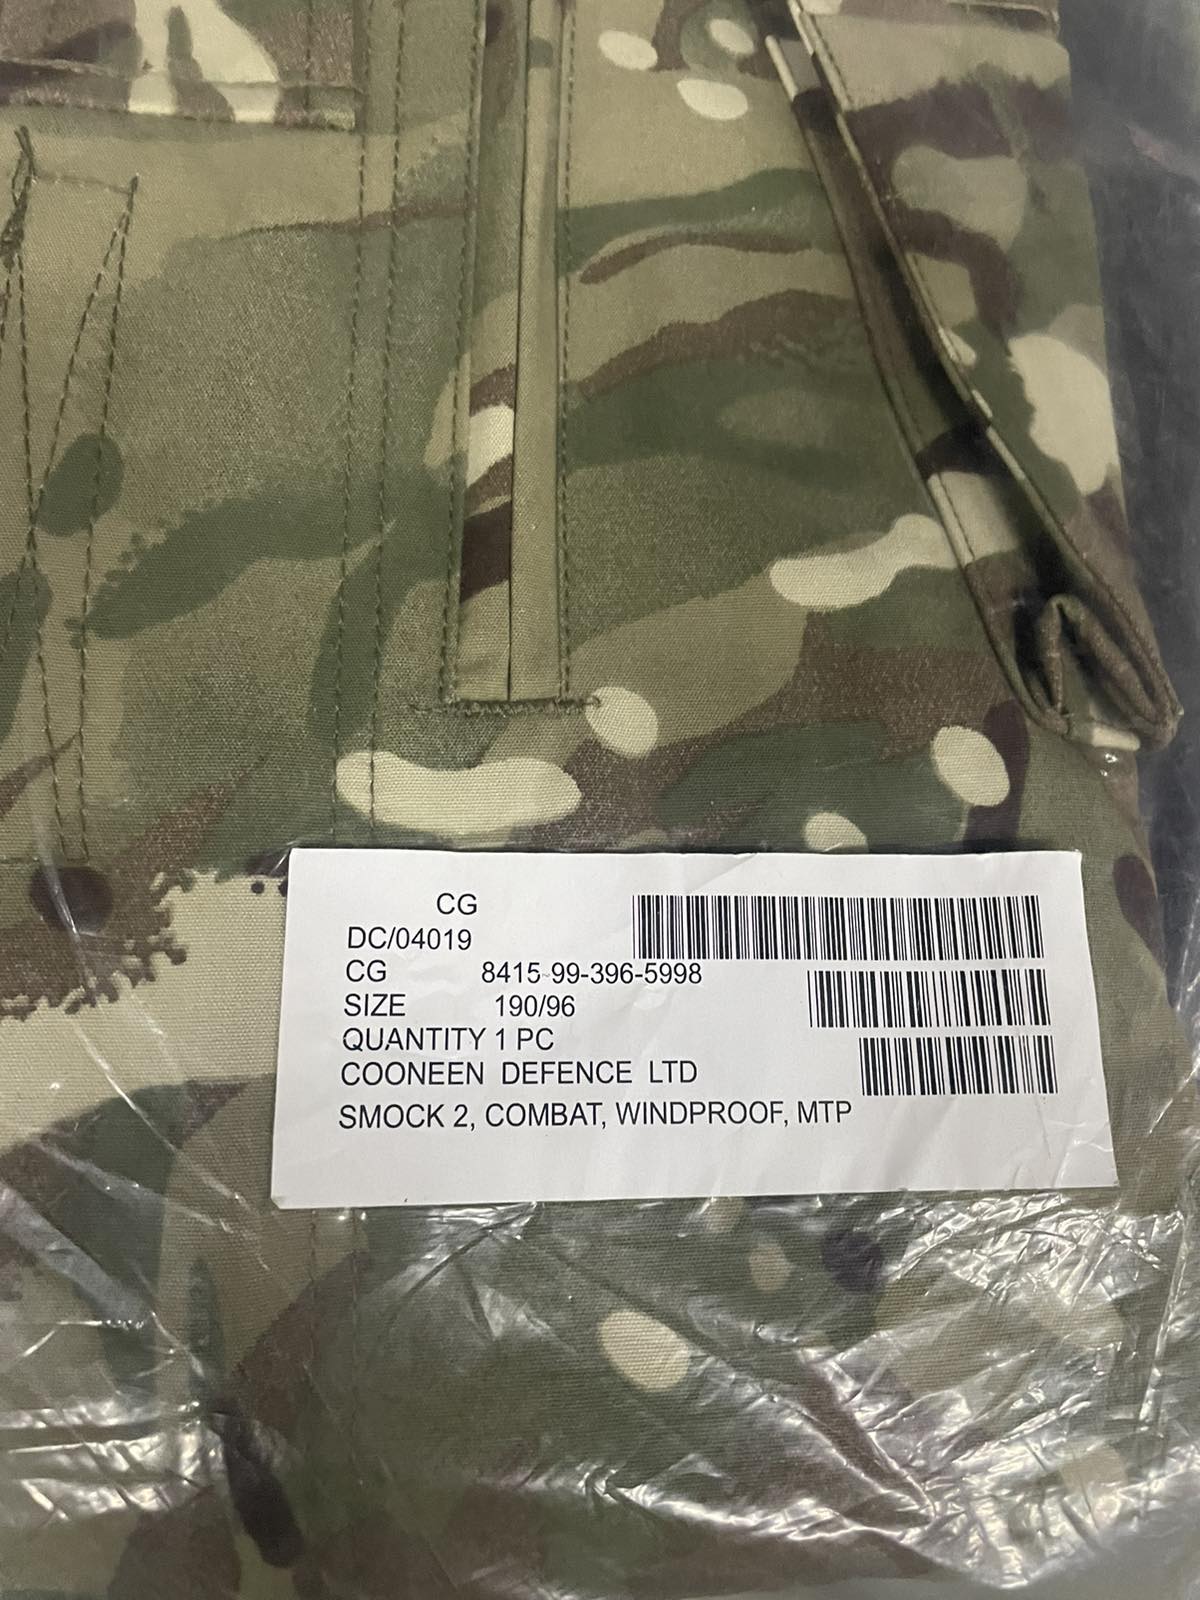 CG
DC/04019
CG 8415-99-396-5998
SIZE 190/96
QUANTITY 1 PC
COONEEN DEFENCE LTD
SMOCK 2, COMBAT, WINDPROOF, MTP